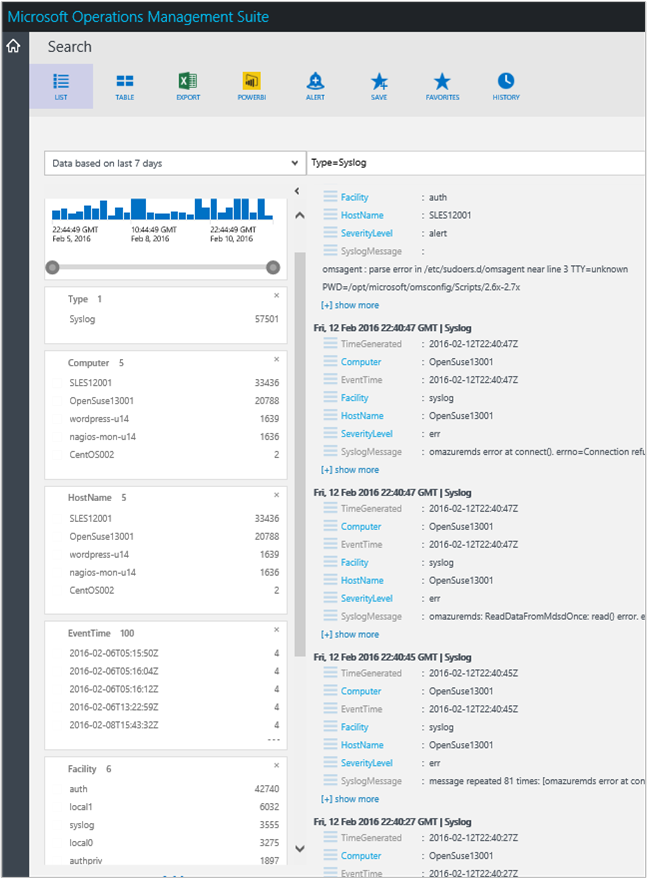 Microsoft Operations Management Suite
Search
LIST
TABLE
EXPORT
POWERBI
ALERT
SAVE
FAVORITES
HISTORY
Data based on last 7 days
Type=Syslog
22:44:49 GMT
Feb 5, 2016
10:44:49 GMT
Feb 8, 2016
22:44:49 GMT
Feb 10, 2016
Type 1
Syslog 57501
Computer 5
SLES12001 33436
OpenSuse13001 20788
wordpress-u14 1639
nagios-mon-u14 1636
CentOS002 2
HostName 5
SLES12001 33436
OpenSuse13001 20788
wordpress-u14 1639
nagios-mon-u14 1636
CentOS002 2
EventTime 100
2016-02-06T05:15:50Z 4
2016-02-06T05:16:04Z 4
2016-02-06T05:16:12Z 4
2016-02-06T13:22:59Z 4
2016-02-08T15:43:32Z 4
---
Facility 6
auth 42740
local1 6032
syslog 3555
local0 3275
authpriv 1897
Facility : auth
HostName : SLES12001
SeverityLevel : alert
SyslogMessage :
omsagent : parse error in /etc/sudoers.d/omsagent near line 3 TTY=unknown
PWD=/opt/microsoft/omsconfig/Scripts/2.6x-2.7x
[+] show more
Fri, 12 Feb 2016 22:40:47 GMT | Syslog
TimeGenerated : 2016-02-12T22:40:47Z
Computer : OpenSuse13001
EventTime : 2016-02-12T22:40:47Z
Facility : syslog
HostName : OpenSuse13001
SeverityLevel : err
SyslogMessage : omazuremds error at connect(). errno=Connection refu
[+] show more
Fri, 12 Feb 2016 22:40:47 GMT | Syslog
TimeGenerated : 2016-02-12T22:40:47Z
Computer : OpenSuse13001
EventTime : 2016-02-12T22:40:47Z
Facility : syslog
HostName : OpenSuse13001
SeverityLevel : err
SyslogMessage : omazuremds: ReadDataFromMdsdOnce: read() error. e
[+] show more
Fri, 12 Feb 2016 22:40:45 GMT | Syslog
TimeGenerated : 2016-02-12T22:40:45Z
Computer : OpenSuse13001
EventTime : 2016-02-12T22:40:45Z
Facility : syslog
HostName : OpenSuse13001
SeverityLevel : err
SyslogMessage : message repeated 81 times: [omazuremds error at con
[+] show more
Fri, 12 Feb 2016 22:40:27 GMT | Syslog
TimeGenerated : 2016-02-12T22:40:27Z
Computer : OpenSuse13001
EventTime : 2016-02-12T22:40:27Z